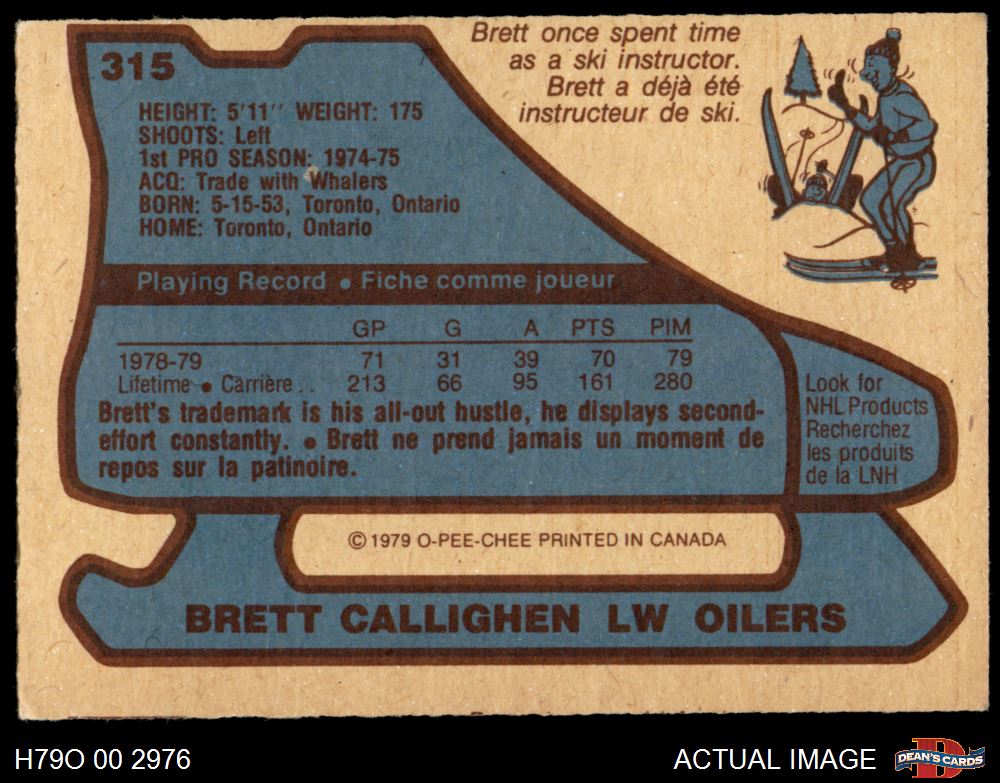 315
Brett once spent time
as a ski instructor.
Brett a déjà été
instructeur de ski.
HEIGHT: 5'11" WEIGHT: 175
SHOOTS: Left
1st PRO SEASON: 1974-75
ACQ: Trade with Whalers
BORN: 5-15-53, Toronto, Ontario
HOME: Toronto, Ontario
Playing Record • Fiche comme joueur
GP G A PTS PIM
1978-79 71 31 39 70 79
Lifetime • Carrière .. 213 66 95 161 280
Brett's trademark is his all-out hustle, he displays second-
effort constantly. • Brett ne prend jamais un moment de
repos sur la patinoire.
Look for
NHL Products
Recherchez
les produits
de la LNH
© 1979 O-PEE-CHEE PRINTED IN CANADA
BRETT CALLIGHEN LW OILERS
H79O 00 2976
ACTUAL IMAGE
D
DEAN'S CARDS